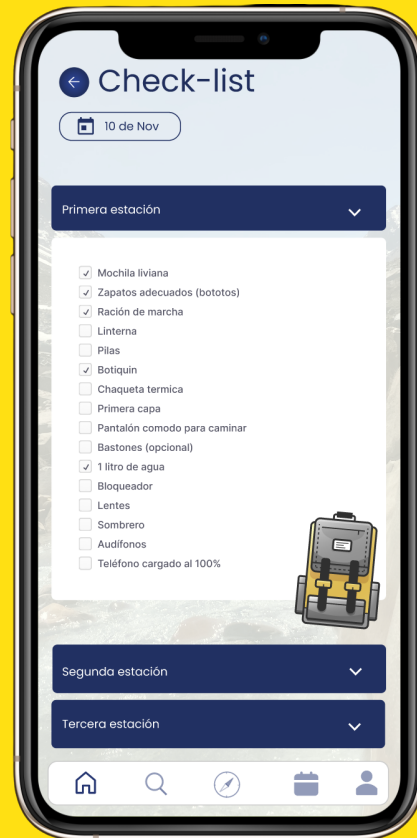 Check-list
10 de Nov
Primera estación
Mochila liviana
Zapatos adecuados (bototos)
Ración de marcha
Linterna
Pilas
Botiquin
Chaqueta termica
Primera capa
Pantalón comodo para caminar
Bastones (opcional)
1 litro de agua
Bloqueador
Lentes
Sombrero
Audífonos
Teléfono cargado al 100%
Segunda estación
Tercera estación